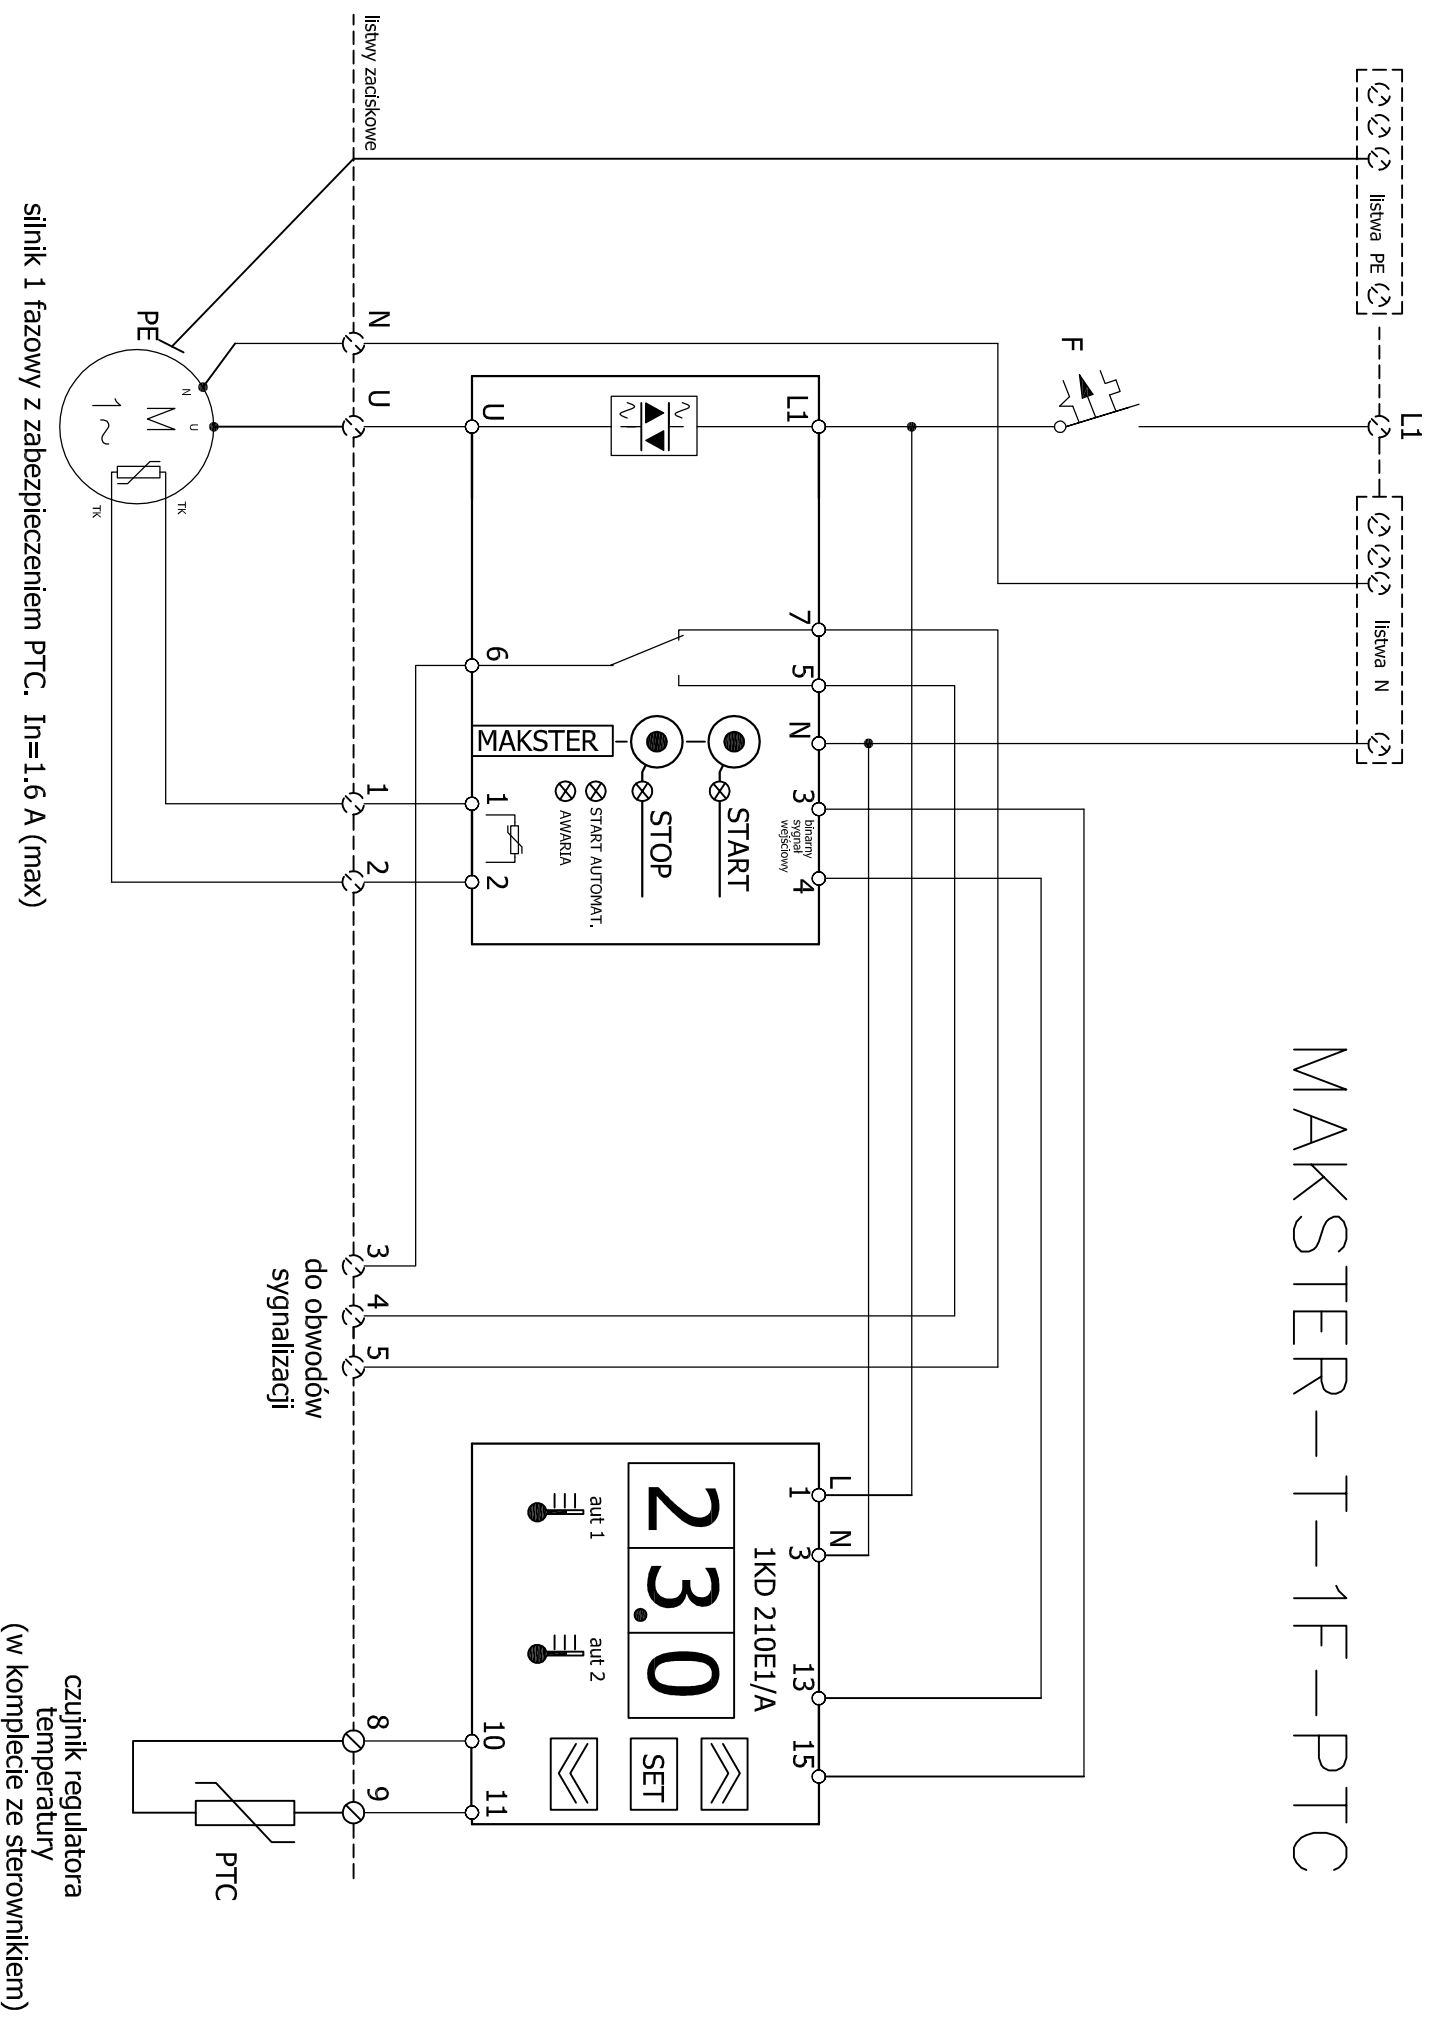 MAKSTER-T-1F-PTC
L1
listwa PE
listwa N
F
L1
7
5
N
3
4
binarny
sygnał
wejściowy
START
STOP
START AUTOMAT.
AWARIA
MAKSTER
U
6
1
2
L
N
1
3
13
15
1KD 210E1/A
23.0
aut 1
aut 2
SET
10
11
listwy zaciskowe
N
U
1
2
3
4
5
8
9
do obwodów
sygnalizacji
PE
N
U
M
1~
TK
TK
PTC
czujnik regulatora
temperatury
(w komplecie ze sterownikiem)
silnik 1 fazowy z zabezpieczeniem PTC. In=1.6 A (max)